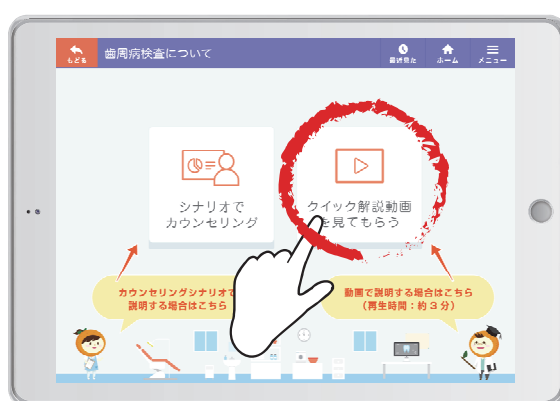 もどる
歯周病検査について
最近見た
ホーム
メニュー
シナリオで
カウンセリング
クイック解説動画
を見てもらう
カウンセリングシナリオで
説明する場合はこちら
動画で説明する場合はこちら
（再生時間：約3分）